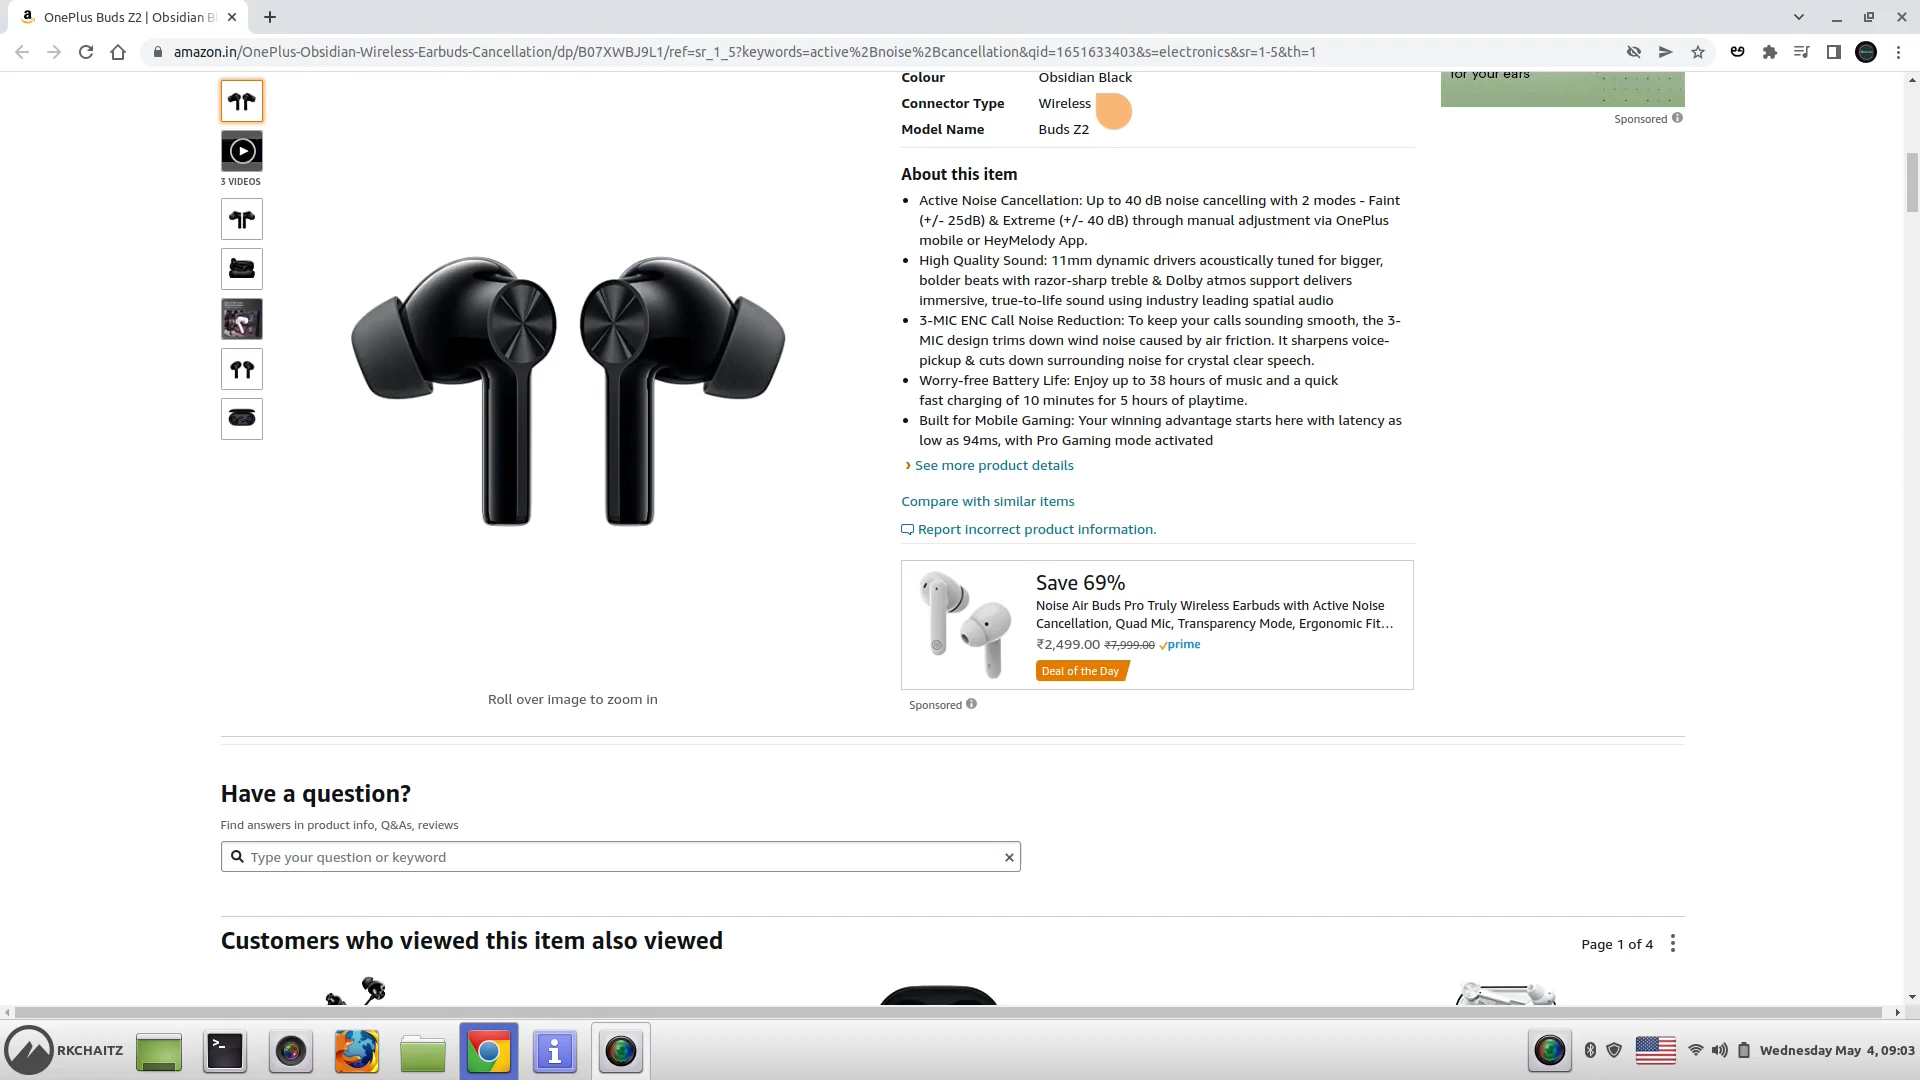 OnePlus Buds Z2 | Obsidian Bl
amazon.in/OnePlus-Obsidian-Wireless-Earbuds-Cancellation/dp/B07XWBJ9L1/ref=sr_1_5?keywords=active%2Bnoise%2Bcancellation&qid=1651633403&s=electronics&sr=1-5&th=1
3 VIDEOS
Roll over image to zoom in
Colour Obsidian Black
Connector Type Wireless
Model Name Buds Z2
About this item
Active Noise Cancellation: Up to 40 dB noise cancelling with 2 modes - Faint
(+/- 25dB) & Extreme (+/- 40 dB) through manual adjustment via OnePlus
mobile or HeyMelody App.
High Quality Sound: 11mm dynamic drivers acoustically tuned for bigger,
bolder beats with razor-sharp treble & Dolby atmos support delivers
immersive, true-to-life sound using industry leading spatial audio
3-MIC ENC Call Noise Reduction: To keep your calls sounding smooth, the 3-
MIC design trims down wind noise caused by air friction. It sharpens voice-
pickup & cuts down surrounding noise for crystal clear speech.
Worry-free Battery Life: Enjoy up to 38 hours of music and a quick
fast charging of 10 minutes for 5 hours of playtime.
Built for Mobile Gaming: Your winning advantage starts here with latency as
low as 94ms, with Pro Gaming mode activated
› See more product details
Compare with similar items
Report incorrect product information.
Save 69%
Noise Air Buds Pro Truly Wireless Earbuds with Active Noise
Cancellation, Quad Mic, Transparency Mode, Ergonomic Fit...
₹2,499.00 ₹7,999.00 prime
Deal of the Day
Sponsored
for your ears
Sponsored
Have a question?
Find answers in product info, Q&As, reviews
Type your question or keyword
Customers who viewed this item also viewed
Page 1 of 4
RKCHAITZ
Wednesday May 4, 09:03